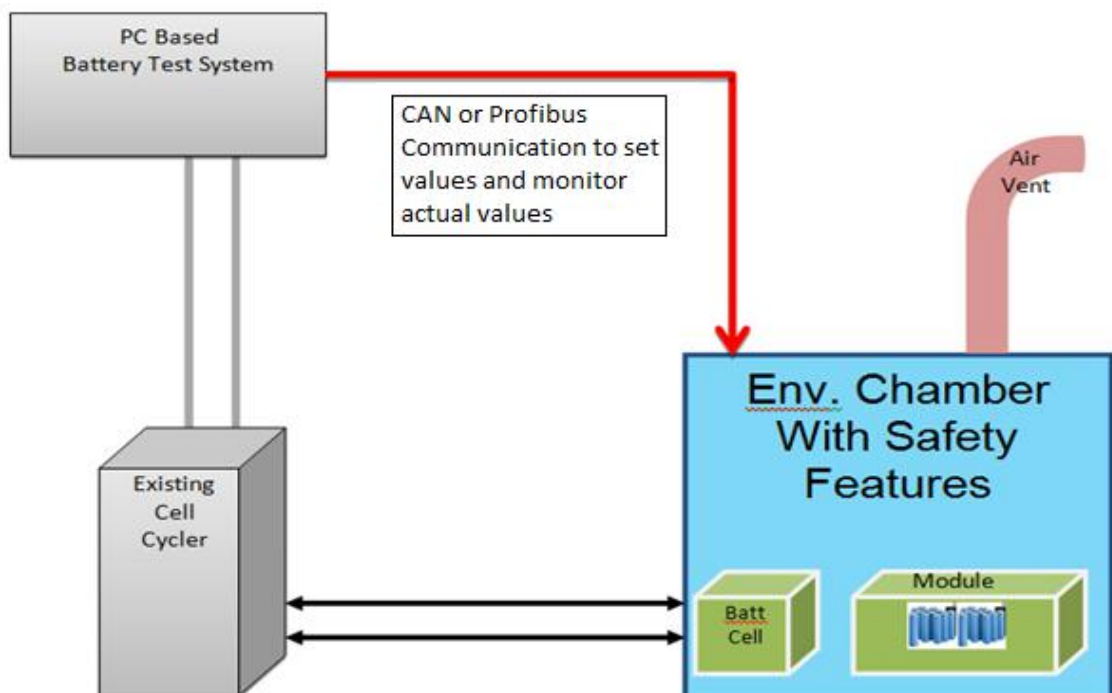 PC Based
Battery Test System
CAN or Profibus
Communication to set
values and monitor
actual values
Air
Vent
Env. Chamber
With Safety
Features
Existing
Cell
Cycler
Module
Batt
Cell